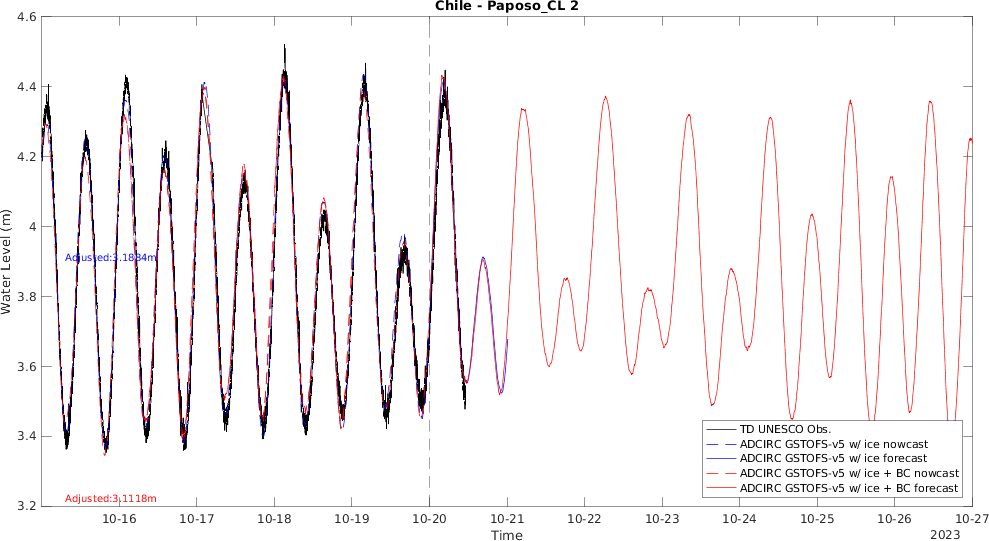 Chile - Paposo_CL 2
4.6
4.4
4.2
4
3.8
3.6
3.4
3.2
Water Level (m)
Adjusted:3.1834m
Adjusted:3.1118m
TD UNESCO Obs.
ADCIRC GSTOFS-v5 w/ ice nowcast
ADCIRC GSTOFS-v5 w/ ice forecast
ADCIRC GSTOFS-v5 w/ ice + BC nowcast
ADCIRC GSTOFS-v5 w/ ice + BC forecast
10-16 10-17 10-18 10-19 10-20 10-21 10-22 10-23 10-24 10-25 10-26 10-27
Time
2023